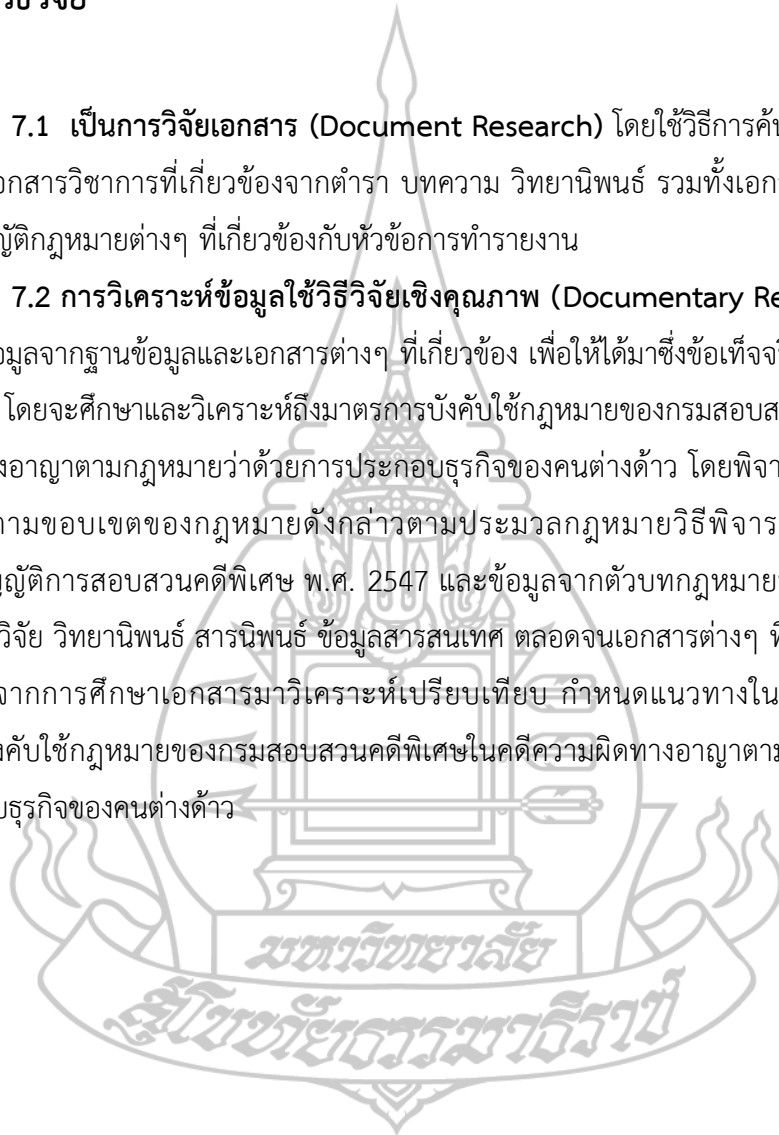 วิธีวิจัย
7.1 เป็นการวิจัยเอกสาร (Document Research) โดยใช้วิธีการค้น
อกสารวิชาการที่เกี่ยวข้องจากตำรา บทความ วิทยานิพนธ์ รวมทั้งเอก
ญัติกฎหมายต่างๆ ที่เกี่ยวข้องกับหัวข้อการทำรายงาน
7.2 การวิเคราะห์ข้อมูลใช้วิธีวิจัยเชิงคุณภาพ (Documentary Re
อมูลจากฐานข้อมูลและเอกสารต่างๆ ที่เกี่ยวข้อง เพื่อให้ได้มาซึ่งข้อเท็จจริ
โดยจะศึกษาและวิเคราะห์ถึงมาตรการบังคับใช้กฎหมายของกรมสอบส
งอาญาตามกฎหมายว่าด้วยการประกอบธุรกิจของคนต่างด้าว โดยพิจา
ตามขอบเขตของกฎหมายดังกล่าวตามประมวลกฎหมายวิธีพิจาร
ญญัติการสอบสวนคดีพิเศษ พ.ศ. 2547 และข้อมูลจากตัวบทกฎหมาย
วิจัย วิทยานิพนธ์ สารนิพนธ์ ข้อมูลสารสนเทศ ตลอดจนเอกสารต่างๆ ที
จากการศึกษาเอกสารมาวิเคราะห์เปรียบเทียบ กำหนดแนวทางใน
งคับใช้กฎหมายของกรมสอบสวนคดีพิเศษในคดีความผิดทางอาญาตาม
บธุรกิจของคนต่างด้าว
มหาวิทยาลัย
สุโขทัยธรรมาธิราช